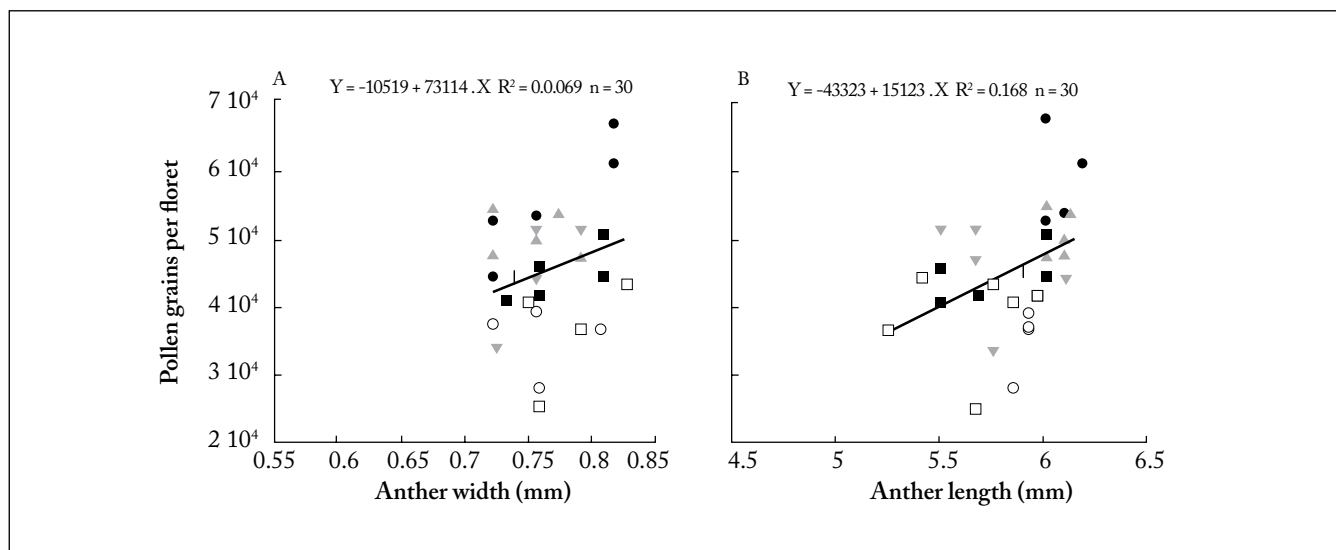 A Y = -10519 + 73114 .X R² = 0.0.069 n = 30
B Y = -43323 + 15123 .X R² = 0.168 n = 30
Pollen grains per floret
7 10⁴
6 10⁴
5 10⁴
4 10⁴
3 10⁴
2 10⁴
0.55 0.6 0.65 0.7 0.75 0.8 0.85
Anther width (mm)
4.5 5 5.5 6 6.5
Anther length (mm)